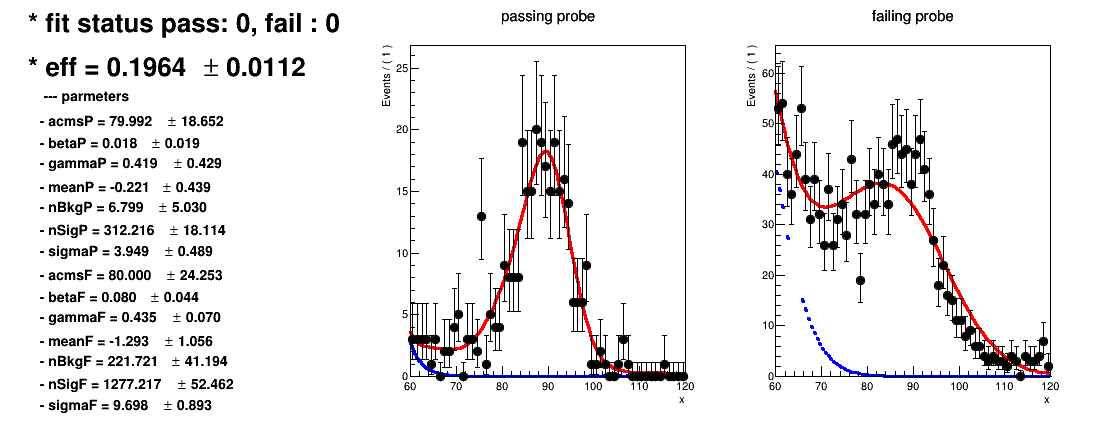 * fit status pass: 0, fail : 0
* eff = 0.1964 ± 0.0112
--- parmeters
- acmsP = 79.992 ± 18.652
- betaP = 0.018 ± 0.019
- gammaP = 0.419 ± 0.429
- meanP = -0.221 ± 0.439
- nBkgP = 6.799 ± 5.030
- nSigP = 312.216 ± 18.114
- sigmaP = 3.949 ± 0.489
- acmsF = 80.000 ± 24.253
- betaF = 0.080 ± 0.044
- gammaF = 0.435 ± 0.070
- meanF = -1.293 ± 1.056
- nBkgF = 221.721 ± 41.194
- nSigF = 1277.217 ± 52.462
- sigmaF = 9.698 ± 0.893
passing probe
Events / ( 1 )
25
20
15
10
5
0
60 70 80 90 100 110 120
x
failing probe
Events / ( 1 )
60
50
40
30
20
10
0
60 70 80 90 100 110 120
x